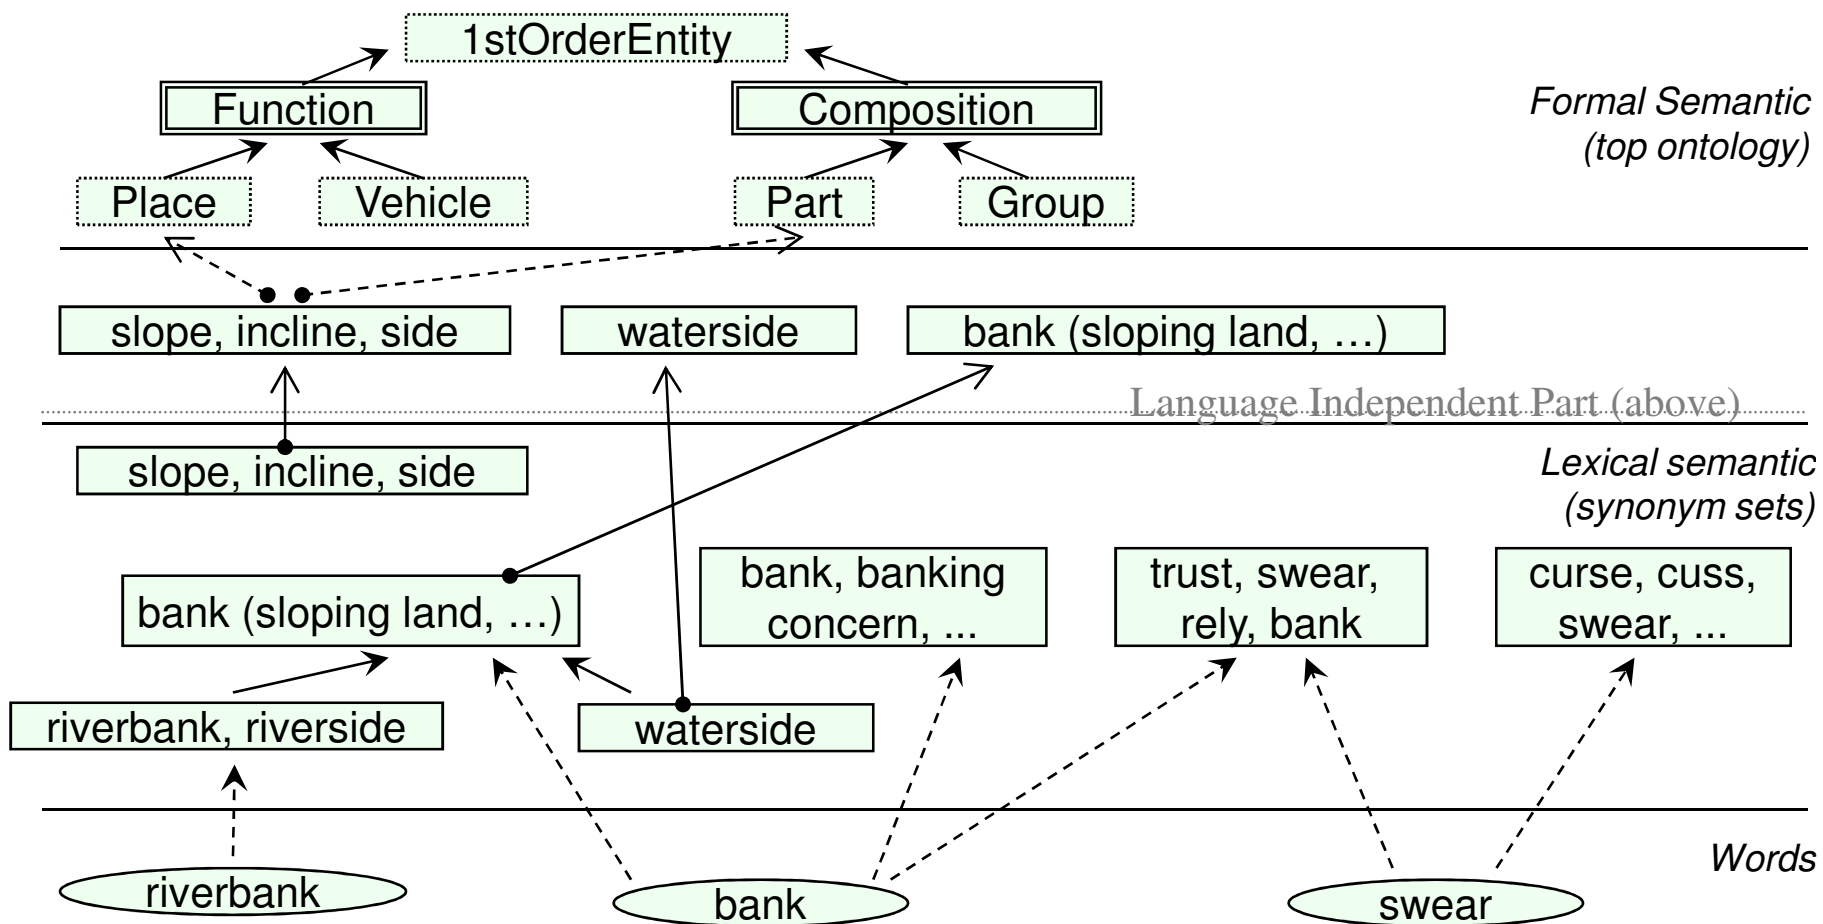 1stOrderEntity
Function
Composition
Formal Semantic
(top ontology)
Place
Vehicle
Part
Group
slope, incline, side
waterside
bank (sloping land, …)
Language Independent Part (above)
slope, incline, side
Lexical semantic
(synonym sets)
bank (sloping land, …)
bank, banking
concern, ...
trust, swear,
rely, bank
curse, cuss,
swear, ...
riverbank, riverside
waterside
Words
riverbank
bank
swear